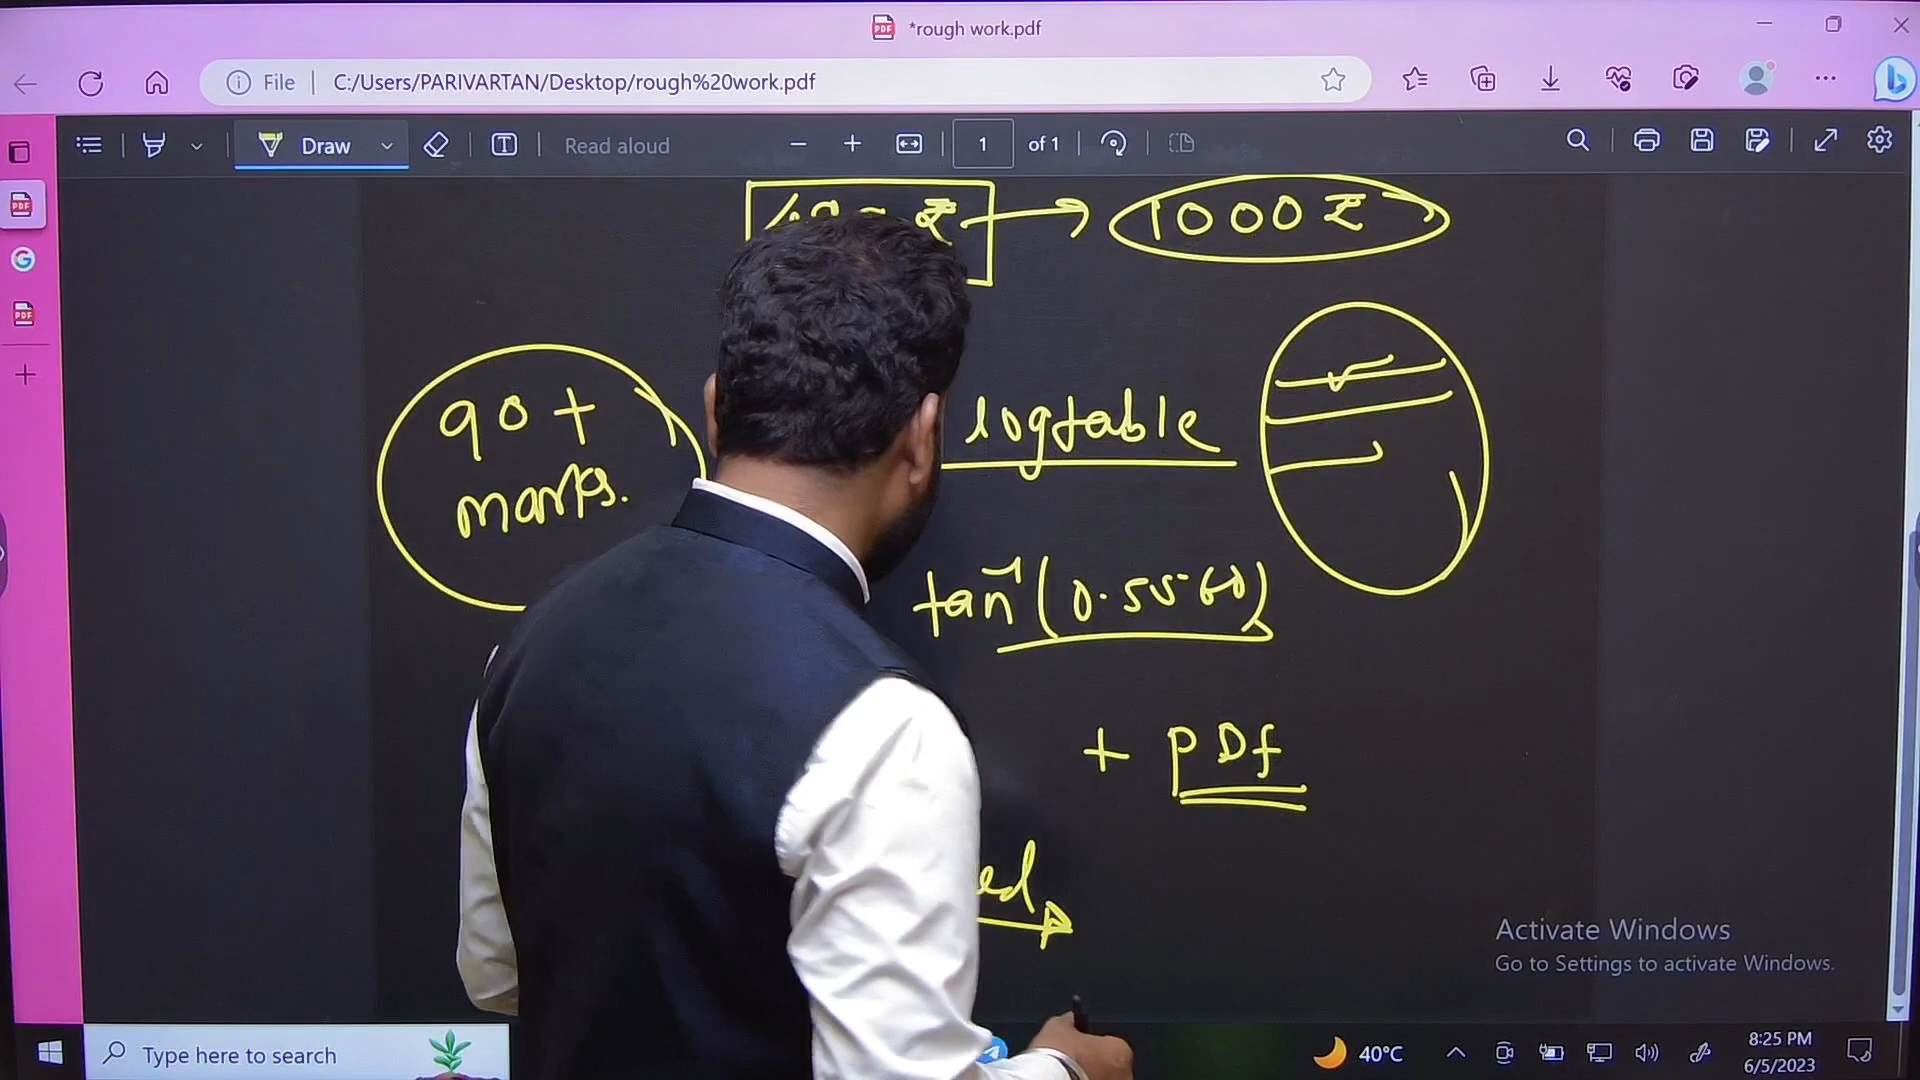 *rough work.pdf
File C:/Users/PARIVARTAN/Desktop/rough%20work.pdf
Draw Read aloud 1 of 1
₹ → 1000 ₹
90+
marks.
logtable
tan⁻¹(0.5560)
+ PDf
ed
Activate Windows
Go to Settings to activate Windows.
Type here to search
40°C
8:25 PM
6/5/2023